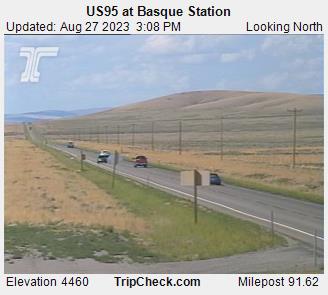 US95 at Basque Station
Updated: Aug 27 2023 3:08 PM Looking North
Elevation 4460 TripCheck.com Milepost 91.62